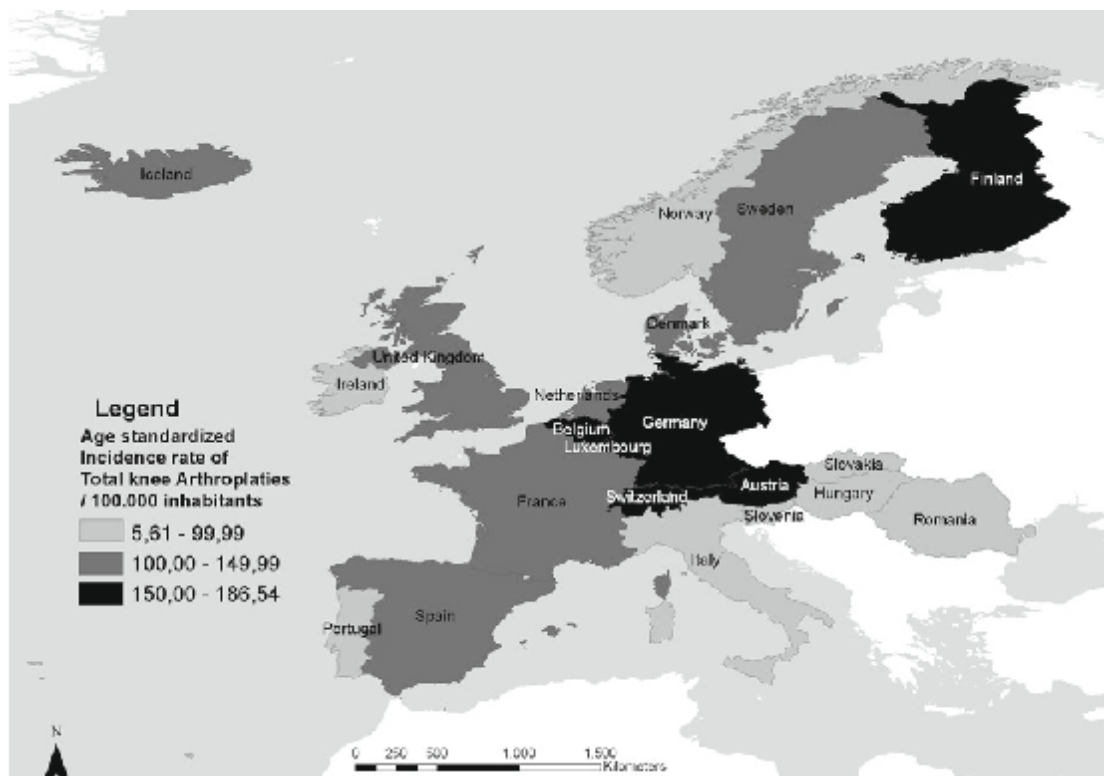 Iceland
Finland
Norway
Sweden
Denmark
United Kingdom
Ireland
Netherlands
Legend
Germany
Belgium
Age standardized
Luxembourg
Incidence rate of
Total knee Arthroplaties
Slovakia
/ 100.000 inhabitants
Austria
Switzerland
Hungary
France
Slovenia
Romania
5,61 - 99,99
100,00 - 149,99
Italy
150,00 - 186,54
Spain
Portugal
N
0 250 500 1.000 1.500
Kilometers